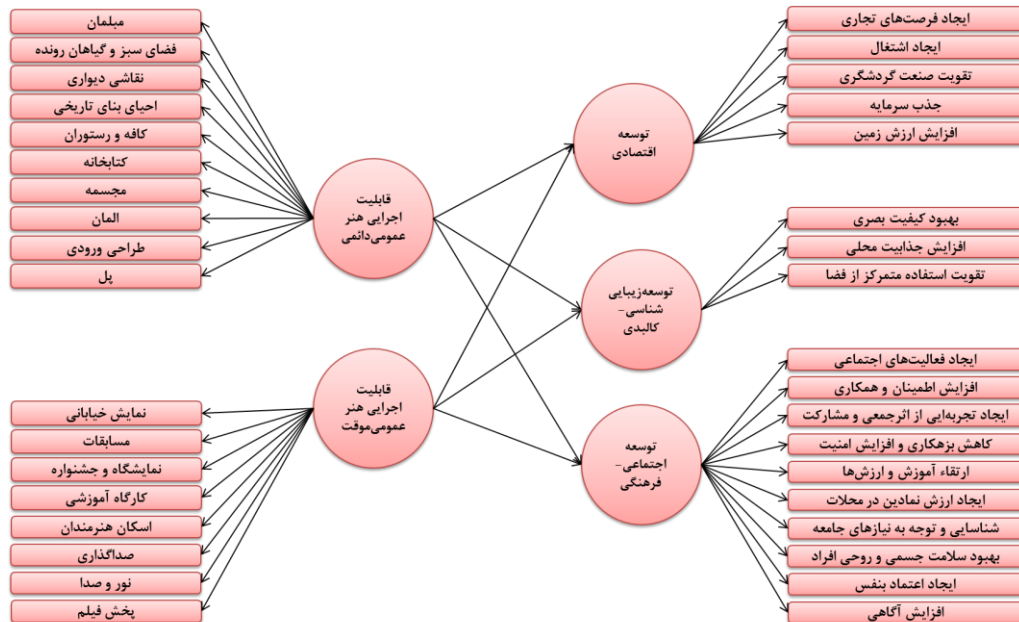 مبلمان
فضای سبز و گیاهان رونده
نقاشی دیواری
احیای بنای تاریخی
کافه و رستوران
کتابخانه
مجسمه
المان
طراحی ورودی
پل
قابلیت
اجرایی هنر
عمومی‌دائمی
نمایش خیابانی
مسابقات
نمایشگاه و جشنواره
کارگاه آموزشی
اسکان هنرمندان
صداگذاری
نور و صدا
پخش فیلم
قابلیت
اجرایی هنر
عمومی‌موقت
توسعه
اقتصادی
ایجاد فرصت‌های تجاری
ایجاد اشتغال
تقویت صنعت گردشگری
جذب سرمایه
افزایش ارزش زمین
توسعه‌زیبایی
شناسی-
کالبدی
بهبود کیفیت بصری
افزایش جذابیت محلی
تقویت استفاده متمرکز از فضا
توسعه
اجتماعی-
فرهنگی
ایجاد فعالیت‌های اجتماعی
افزایش اطمینان و همکاری
ایجاد تجربه‌ایی از اثرجمعی و مشارکت
کاهش بزهکاری و افزایش امنیت
ارتقاء آموزش و ارزش‌ها
ایجاد ارزش نمادین در محلات
شناسایی و توجه به نیازهای جامعه
بهبود سلامت جسمی و روحی افراد
ایجاد اعتماد بنفس
افزایش آگاهی